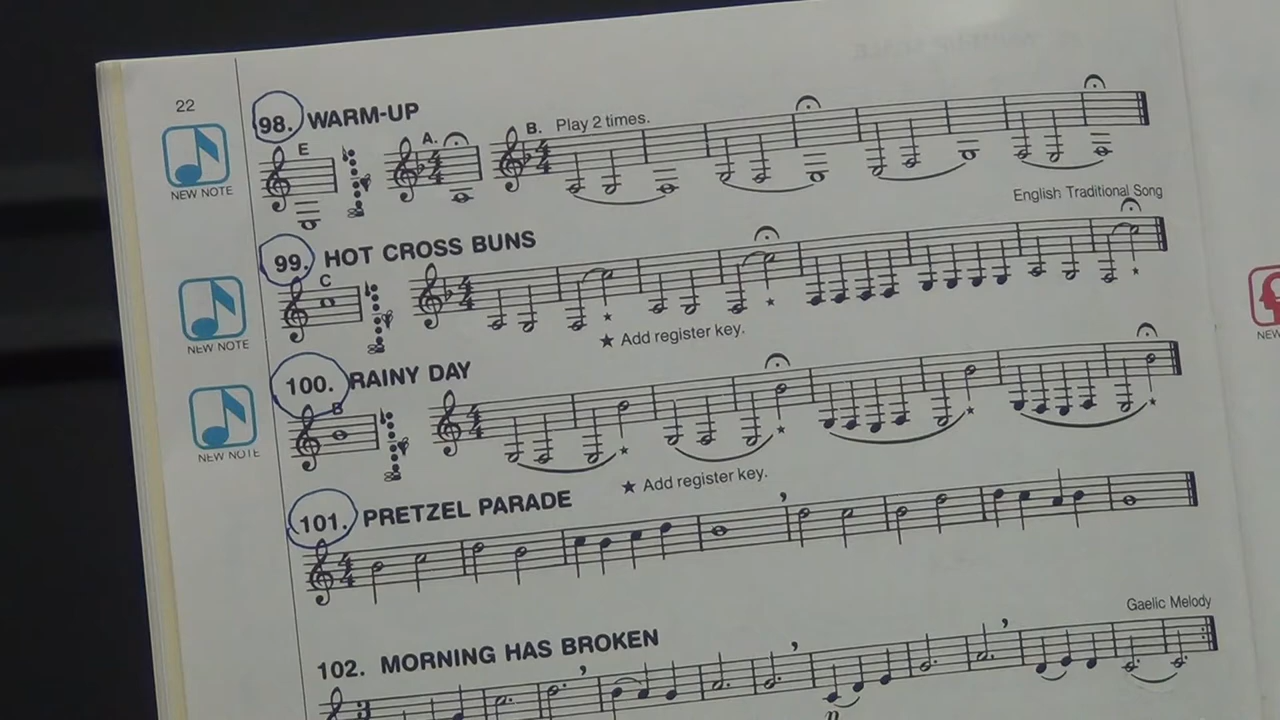 22
98. WARM-UP
E
A.
B. Play 2 times.
NEW NOTE
English Traditional Song
99. HOT CROSS BUNS
C
NEW NOTE
★ Add register key.
100. RAINY DAY
B
NEW NOTE
★ Add register key.
101. PRETZEL PARADE
Gaelic Melody
102. MORNING HAS BROKEN